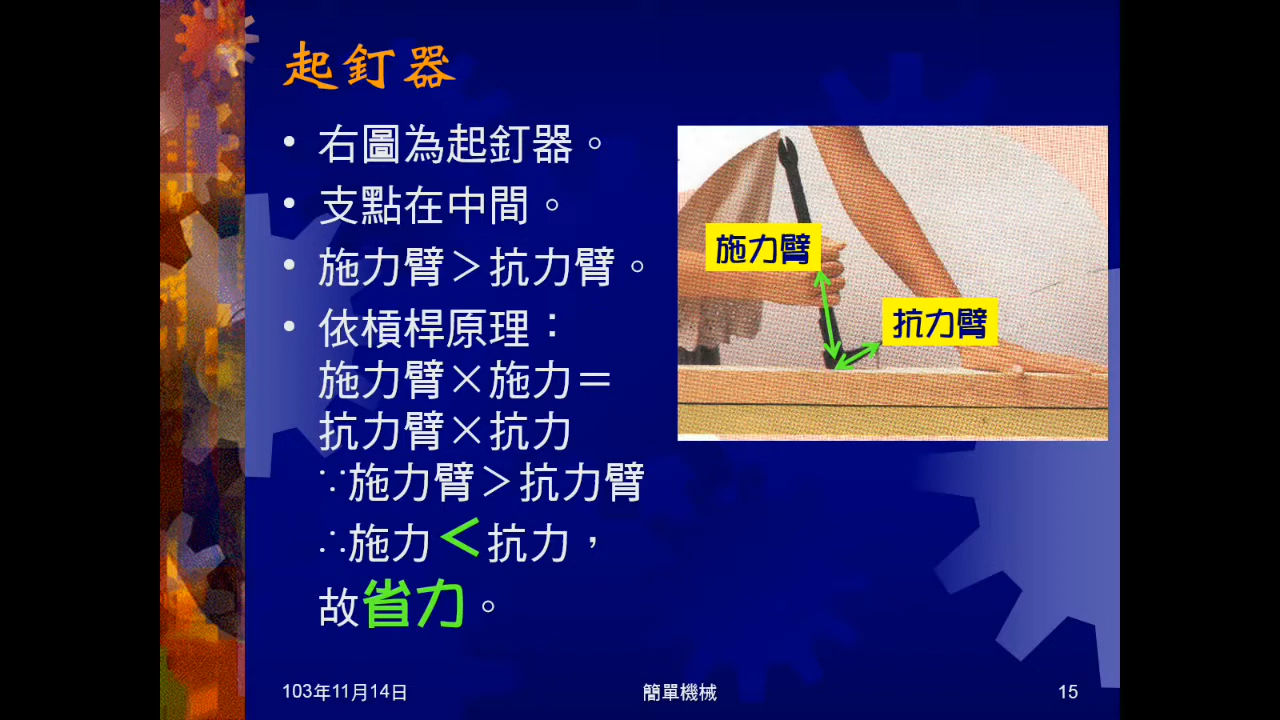 起釘器
• 右圖為起釘器。
• 支點在中間。
• 施力臂＞抗力臂。
• 依槓桿原理：
施力臂×施力＝
抗力臂×抗力
∵施力臂＞抗力臂
∴施力＜抗力，
故省力。
施力臂
抗力臂
103年11月14日
簡單機械
15